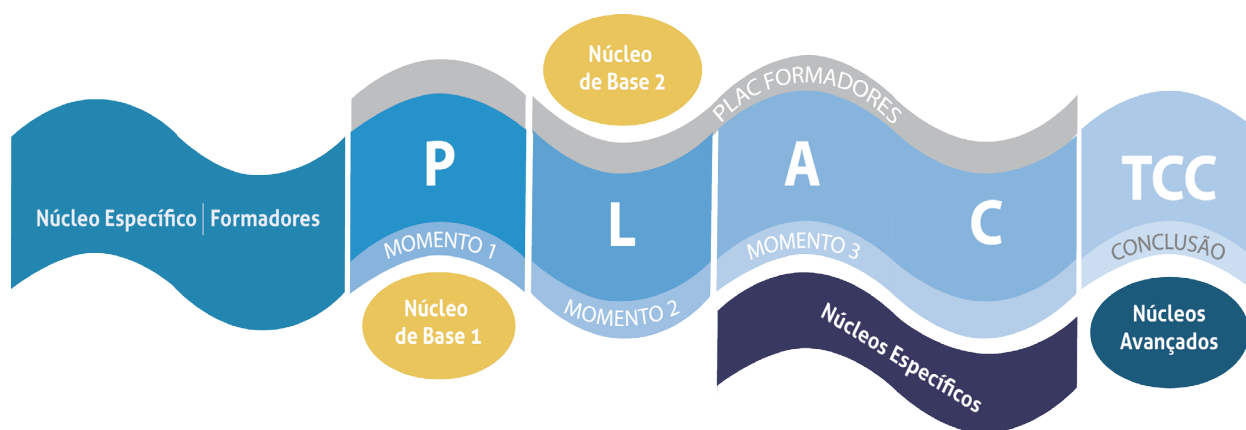 Núcleo Específico | Formadores
P
MOMENTO 1
Núcleo
de Base 1
Núcleo
de Base 2
L
MOMENTO 2
PLAC FORMADORES
A
MOMENTO 3
C
Núcleos Específicos
TCC
CONCLUSÃO
Núcleos
Avançados